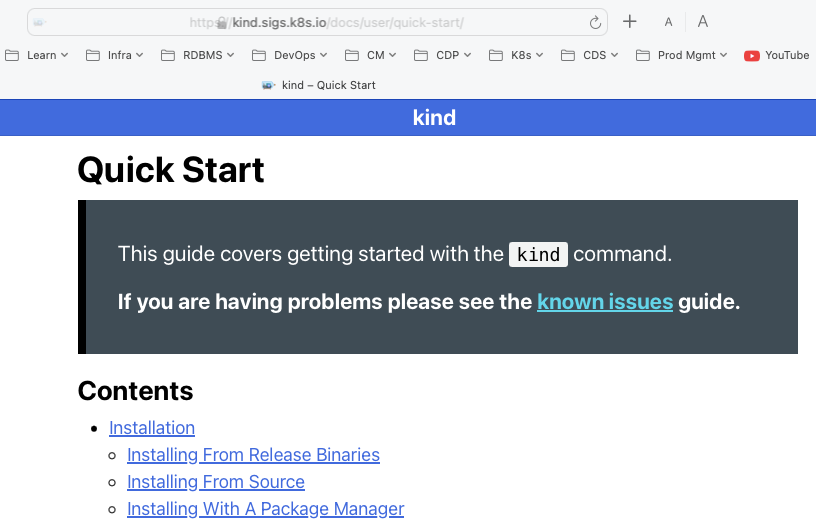 https://kind.sigs.k8s.io/docs/user/quick-start/ A A
Learn Infra RDBMS DevOps CM CDP K8s CDS Prod Mgmt YouTube
kind – Quick Start
kind
Quick Start
This guide covers getting started with the kind command.
If you are having problems please see the known issues guide.
Contents
Installation
Installing From Release Binaries
Installing From Source
Installing With A Package Manager